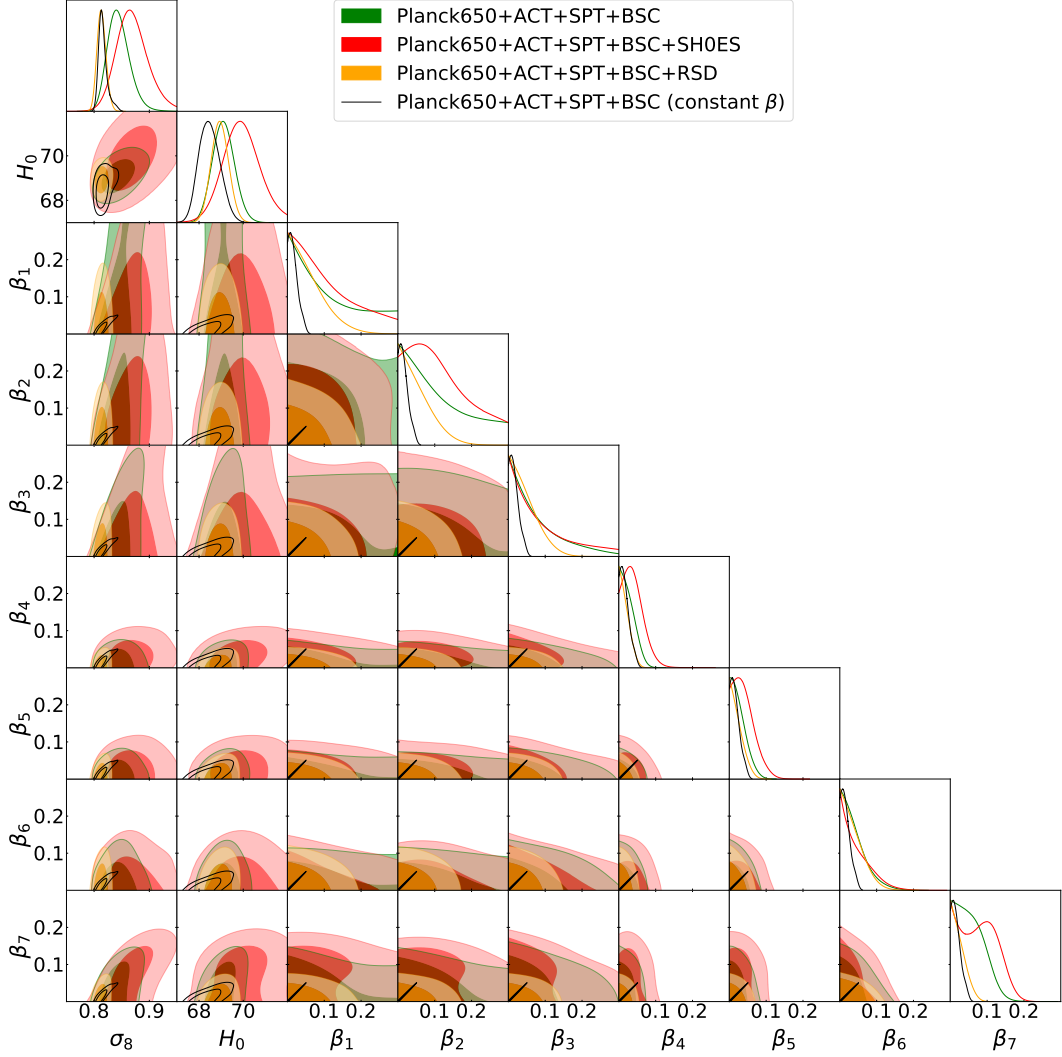 Planck650+ACT+SPT+BSC
Planck650+ACT+SPT+BSC+SH0ES
Planck650+ACT+SPT+BSC+RSD
Planck650+ACT+SPT+BSC (constant β)
H₀
70
68
β₁
0.2
0.1
β₂
0.2
0.1
β₃
0.2
0.1
β₄
0.2
0.1
β₅
0.2
0.1
β₆
0.2
0.1
β₇
0.2
0.1
0.8 0.9 68 70 0.1 0.2 0.1 0.2 0.1 0.2 0.1 0.2 0.1 0.2 0.1 0.2 0.1 0.2
σ₈ H₀ β₁ β₂ β₃ β₄ β₅ β₆ β₇